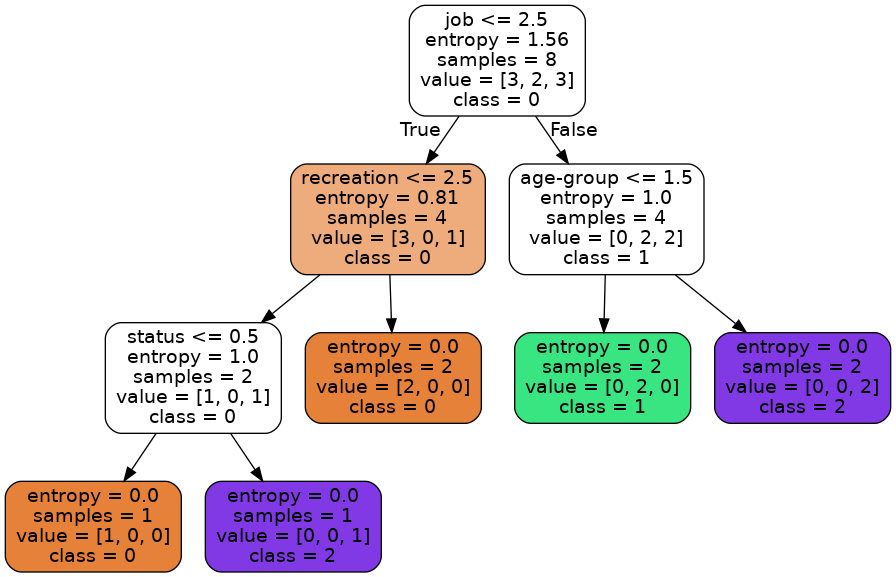 job <= 2.5
entropy = 1.56
samples = 8
value = [3, 2, 3]
class = 0
True
False
recreation <= 2.5
entropy = 0.81
samples = 4
value = [3, 0, 1]
class = 0
age-group <= 1.5
entropy = 1.0
samples = 4
value = [0, 2, 2]
class = 1
status <= 0.5
entropy = 1.0
samples = 2
value = [1, 0, 1]
class = 0
entropy = 0.0
samples = 2
value = [2, 0, 0]
class = 0
entropy = 0.0
samples = 2
value = [0, 2, 0]
class = 1
entropy = 0.0
samples = 2
value = [0, 0, 2]
class = 2
entropy = 0.0
samples = 1
value = [1, 0, 0]
class = 0
entropy = 0.0
samples = 1
value = [0, 0, 1]
class = 2